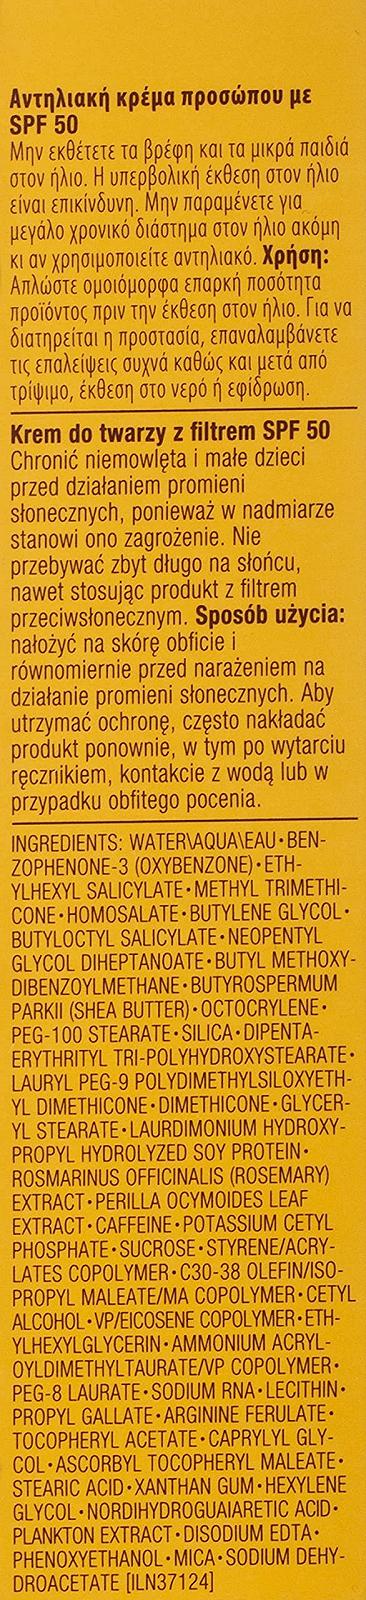 Αντηλιακή κρέμα προσώπου με
SPF 50
Μην εκθέτετε τα βρέφη και τα μικρά παιδιά
στον ήλιο. Η υπερβολική έκθεση στον ήλιο
είναι επικίνδυνη. Μην παραμένετε για
μεγάλο χρονικό διάστημα στον ήλιο ακόμη
κι αν χρησιμοποιείτε αντηλιακό. Χρήση:
Απλώστε ομοιόμορφα επαρκή ποσότητα
προϊόντος πριν την έκθεση στον ήλιο. Για να
διατηρείται η προστασία, επαναλαμβάνετε
τις επαλείψεις συχνά καθώς και μετά από
τρίψιμο, έκθεση στο νερό ή εφίδρωση.
Krem do twarzy z filtrem SPF 50
Chronić niemowlęta i małe dzieci
przed działaniem promieni
słonecznych, ponieważ w nadmiarze
stanowi ono zagrożenie. Nie
przebywać zbyt długo na słońcu,
nawet stosując produkt z filtrem
przeciwsłonecznym. Sposób użycia:
nałożyć na skórę obficie i
równomiernie przed narażeniem na
działanie promieni słonecznych. Aby
utrzymać ochronę, często nakładać
produkt ponownie, w tym po wytarciu
ręcznikiem, kontakcie z wodą lub w
przypadku obfitego pocenia.
INGREDIENTS: WATER\AQUA\EAU•BEN-
ZOPHENONE-3 (OXYBENZONE)•ETH-
YLHEXYL SALICYLATE•METHYL TRIMETHI-
CONE•HOMOSALATE•BUTYLENE GLYCOL•
BUTYLOCTYL SALICYLATE•NEOPENTYL
GLYCOL DIHEPTANOATE•BUTYL METHOXY-
DIBENZOYLMETHANE•BUTYROSPERMUM
PARKII (SHEA BUTTER)•OCTOCRYLENE•
PEG-100 STEARATE•SILICA•DIPENTA-
ERYTHRITYL TRI-POLYHYDROXYSTEARATE•
LAURYL PEG-9 POLYDIMETHYLSILOXYETH-
YL DIMETHICONE•DIMETHICONE•GLYCER-
YL STEARATE•LAURDIMONIUM HYDROXY-
PROPYL HYDROLYZED SOY PROTEIN•
ROSMARINUS OFFICINALIS (ROSEMARY)
EXTRACT•PERILLA OCYMOIDES LEAF
EXTRACT•CAFFEINE•POTASSIUM CETYL
PHOSPHATE•SUCROSE•STYRENE/ACRY-
LATES COPOLYMER•C30-38 OLEFIN/ISO-
PROPYL MALEATE/MA COPOLYMER•CETYL
ALCOHOL•VP/EICOSENE COPOLYMER•ETH-
YLHEXYLGLYCERIN•AMMONIUM ACRYL-
OYLDIMETHYLTAURATE/VP COPOLYMER•
PEG-8 LAURATE•SODIUM RNA•LECITHIN•
PROPYL GALLATE•ARGININE FERULATE•
TOCOPHERYL ACETATE•CAPRYLYL GLY-
COL•ASCORBYL TOCOPHERYL MALEATE•
STEARIC ACID•XANTHAN GUM•HEXYLENE
GLYCOL•NORDIHYDROGUAIARETIC ACID•
PLANKTON EXTRACT•DISODIUM EDTA•
PHENOXYETHANOL•MICA•SODIUM DEHY-
DROACETATE [ILN37124]